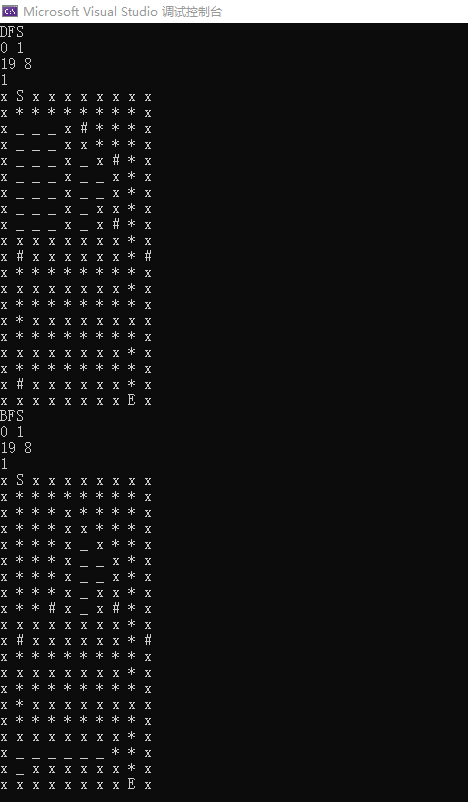 Microsoft Visual Studio 调试控制台
DFS
0 1
19 8
1
x S x x x x x x x x
x * * * * * * * * x
x _ _ _ x # * * * x
x _ _ _ x x * * * x
x _ _ _ x _ x # * x
x _ _ _ x _ _ x * x
x _ _ _ x _ _ x * x
x _ _ _ x _ x x * x
x _ _ _ x _ x # * x
x x x x x x x x * x
x # x x x x x x * #
x * * * * * * * * x
x x x x x x x x * x
x * * * * * * * * x
x * x x x x x x x x
x * * * * * * * * x
x x x x x x x x * x
x * * * * * * * * x
x # x x x x x x * x
x x x x x x x x E x
BFS
0 1
19 8
1
x S x x x x x x x x
x * * * * * * * * x
x * * * x * * * * x
x * * * x x * * * x
x * * * x _ x * * x
x * * * x _ _ x * x
x * * * x _ _ x * x
x * * * x _ x x * x
x * * # x _ x # * x
x x x x x x x x * x
x # x x x x x x * #
x * * * * * * * * x
x x x x x x x x * x
x * * * * * * * * x
x * x x x x x x x x
x * * * * * * * * x
x x x x x x x x * x
x _ _ _ _ _ _ * * x
x _ x x x x x x * x
x x x x x x x x E x